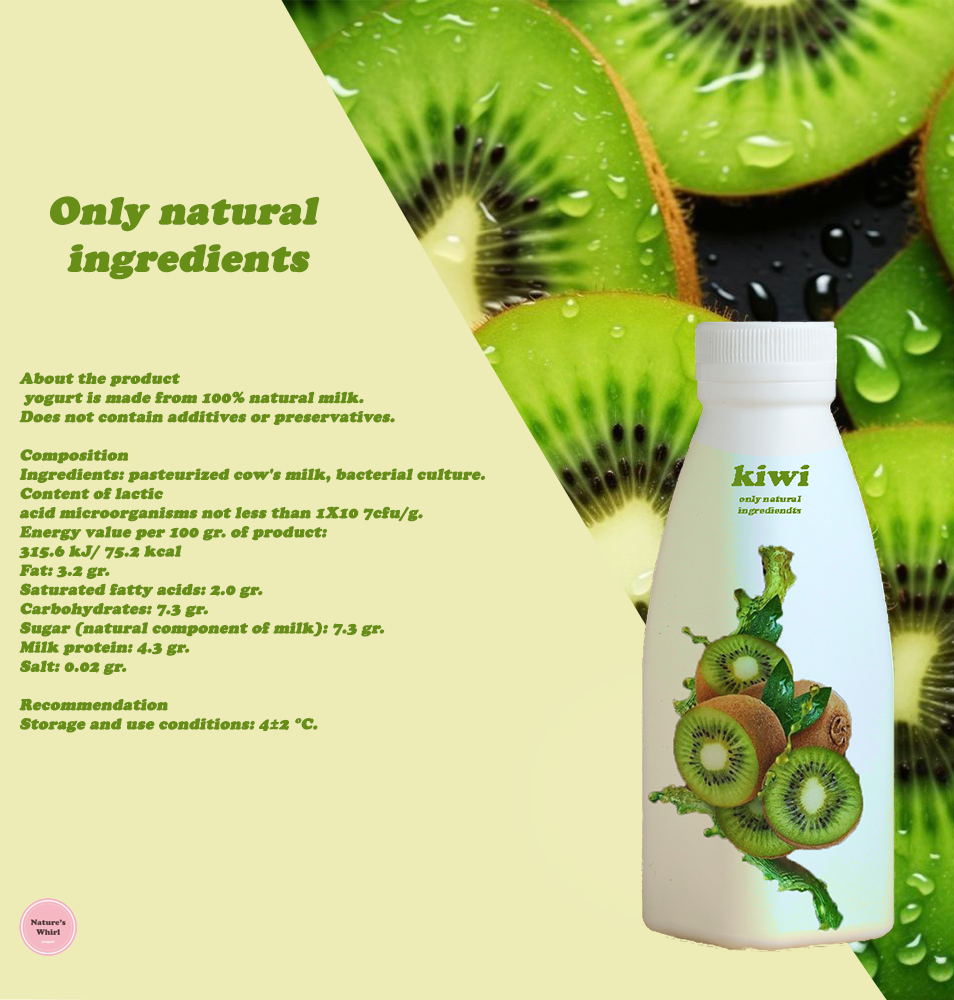 Only natural
ingredients
About the product
yogurt is made from 100% natural milk.
Does not contain additives or preservatives.
Composition
Ingredients: pasteurized cow's milk, bacterial culture.
Content of lactic
acid microorganisms not less than 1X10 7cfu/g.
Energy value per 100 gr. of product:
315.6 kJ/ 75.2 kcal
Fat: 3.2 gr.
Saturated fatty acids: 2.0 gr.
Carbohydrates: 7.3 gr.
Sugar (natural component of milk): 7.3 gr.
Milk protein: 4.3 gr.
Salt: 0.02 gr.
Recommendation
Storage and use conditions: 4±2 °C.
kiwi
only natural
ingrediendts
Nature's
Whirl